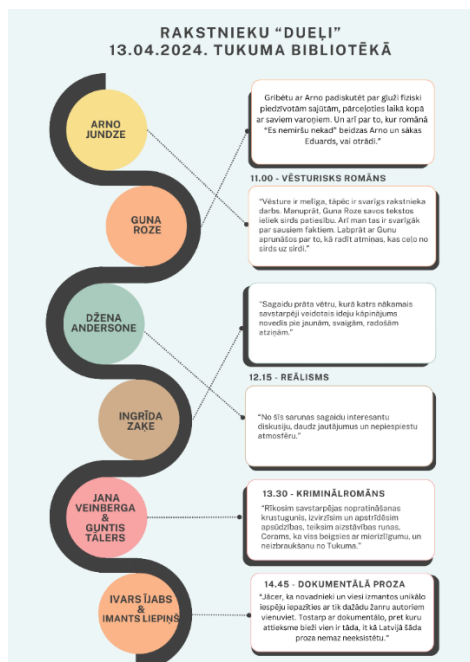 RAKSTNIEKU “DUEĻI”
13.04.2024. TUKUMA BIBLIOTĒKĀ
ARNO
JUNDZE
Gribētu ar Arno padiskutēt par gluži fiziski
piedzīvotām sajūtām, pārceļoties laikā kopā
ar saviem varoņiem. Un arī par to, kur romānā
“Es nemiršu nekad” beidzas Arno un sākas
Eduards, vai otrādi.”
11.00 - VĒSTURISKS ROMĀNS
GUNA
ROZE
“Vēsture ir melīga, tāpēc ir svarīgs rakstnieka
darbs. Manuprāt, Guna Roze savos tekstos
ieliek sirds patiesību. Arī man tas ir svarīgāk
par sausiem faktiem. Labprāt ar Gunu
aprunāšos par to, kā radīt atmiņas, kas ceļo no
sirds uz sirdi.”
DŽENA
ANDERSONE
“Sagaidu prāta vētru, kurā katrs nākamais
savstarpēji veidotais ideju kāpinājums
novedīs pie jaunām, svaigām, radošām
atziņām.”
12.15 - REĀLISMS
INGRĪDA
ZAĶE
“No šīs sarunas sagaidu interesantu
diskusiju, daudz jautājumus un nepiespiestu
atmosfēru.”
JANA
VEINBERGA
&
GUNTIS
TĀLERS
13.30 - KRIMINĀLROMĀNS
“Rīkosim savstarpējas nopratināšanas
krustugunis, izvirzīsim un apstrīdēsim
apsūdzības, teiksim aizstāvības runas.
Cerams, ka viss beigsies ar mierizlīgumu, un
neizbraukšanu no Tukuma.”
IVARS ĪJABS
&
IMANTS LIEPIŅŠ
14.45 - DOKUMENTĀLĀ PROZA
“Jācer, ka novadnieki un viesi izmantos unikālo
iespēju iepazīties ar tik dažādu žanru autoriem
vienuviet. Tostarp ar dokumentālo, pret kuru
attieksme bieži vien ir tāda, it kā Latvijā šāda
proza nemaz neeksistētu.”